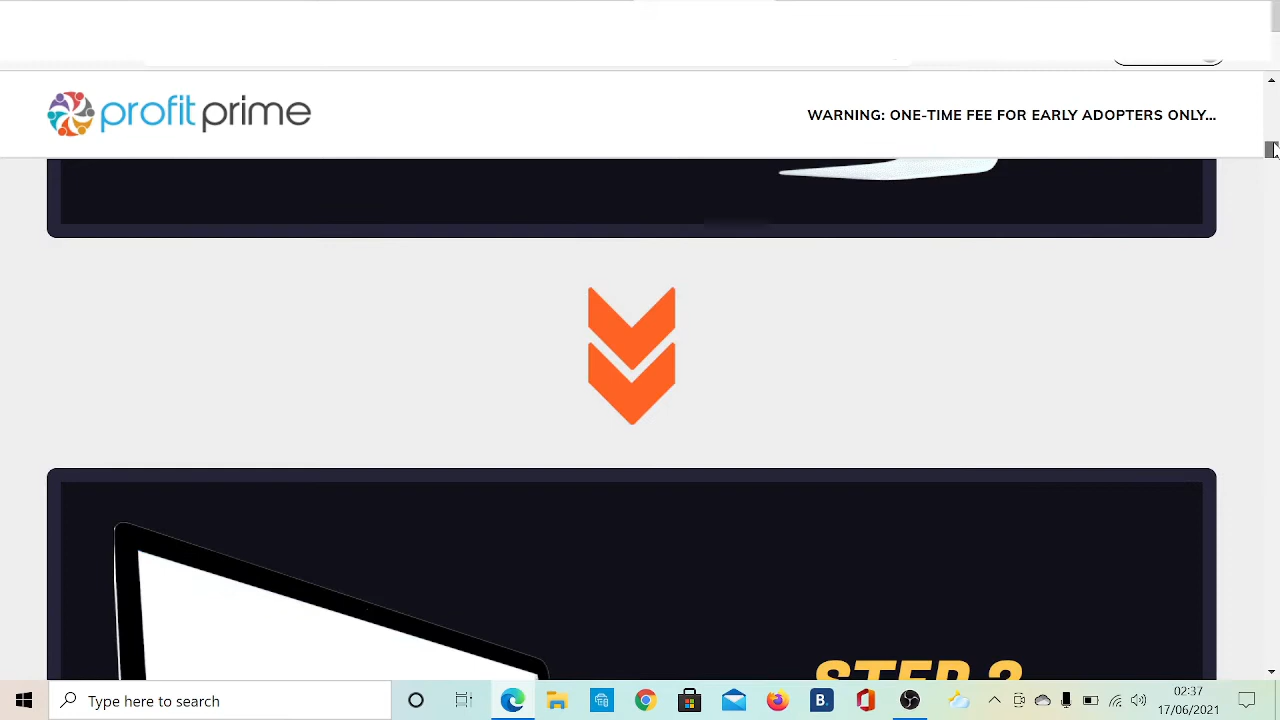 profit prime
WARNING: ONE-TIME FEE FOR EARLY ADOPTERS ONLY...
STEP 2
Type here to search
B.
02:37
17/06/2021